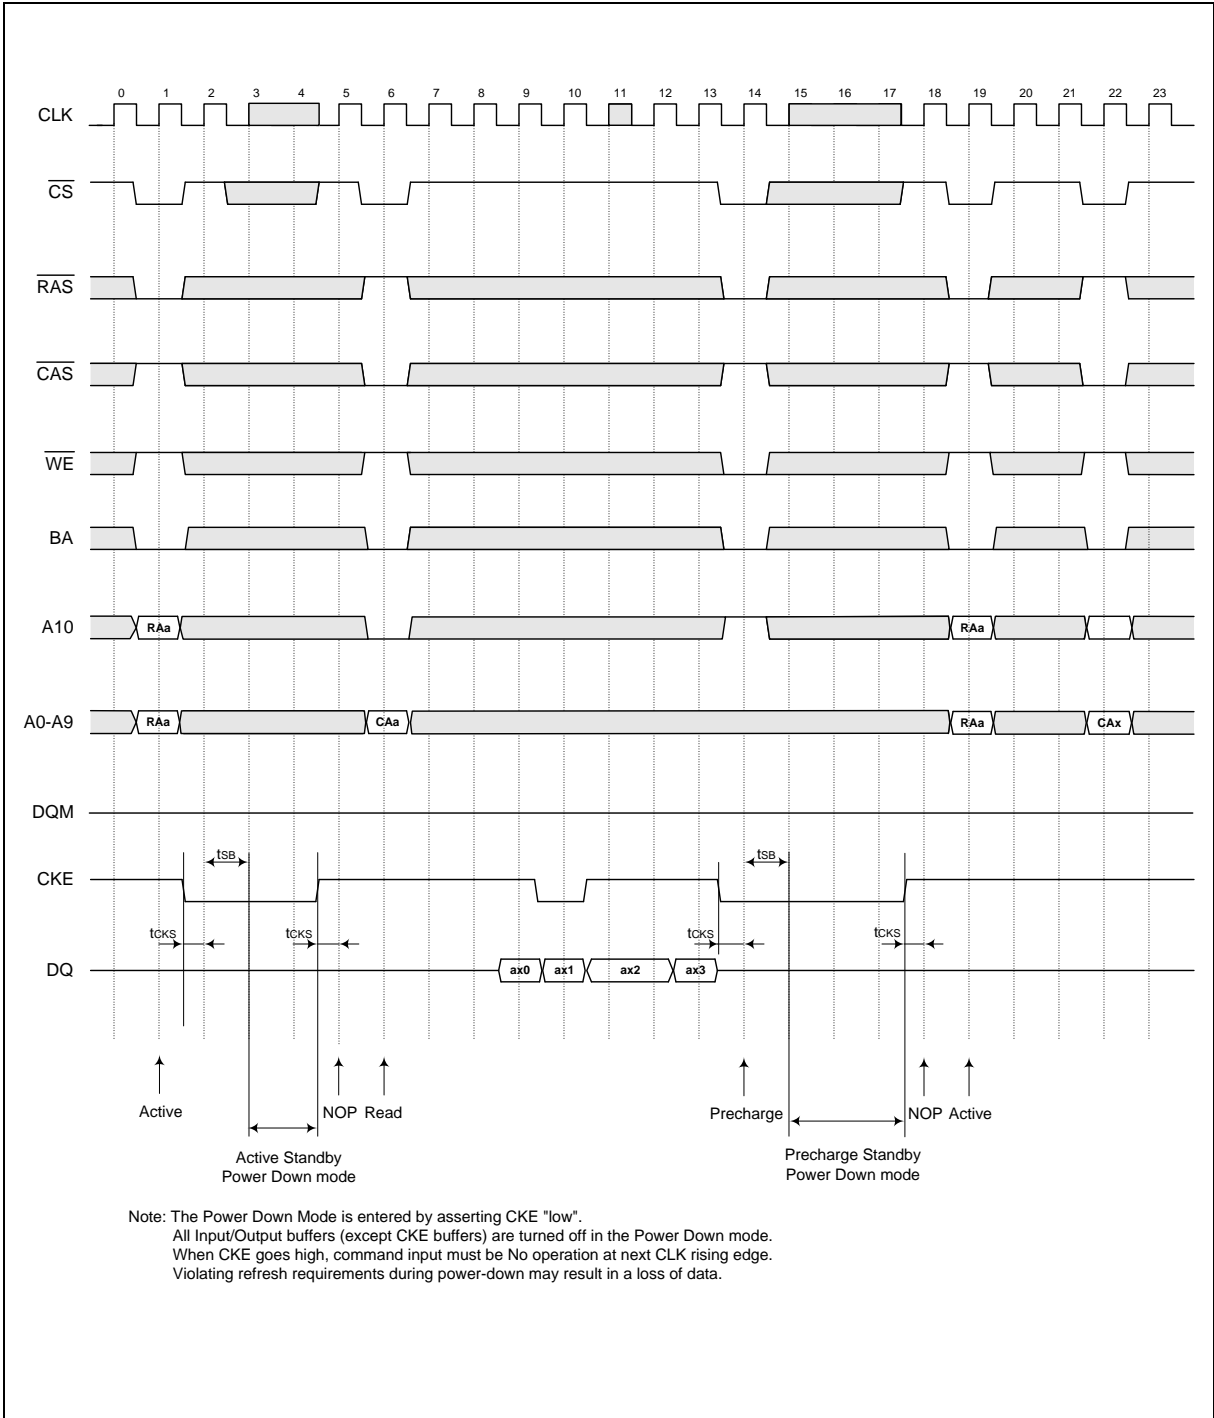 0 1 2 3 4 5 6 7 8 9 10 11 12 13 14 15 16 17 18 19 20 21 22 23
CLK
CS
RAS
CAS
WE
BA
A10 RAa RAa
A0-A9 RAa CAa RAa CAx
DQM
tSB tSB
CKE
tCKS tCKS tCKS tCKS
DQ ax0 ax1 ax2 ax3
Active NOP Read Precharge NOP Active
Active Standby
Power Down mode
Precharge Standby
Power Down mode
Note: The Power Down Mode is entered by asserting CKE "low".
All Input/Output buffers (except CKE buffers) are turned off in the Power Down mode.
When CKE goes high, command input must be No operation at next CLK rising edge.
Violating refresh requirements during power-down may result in a loss of data.